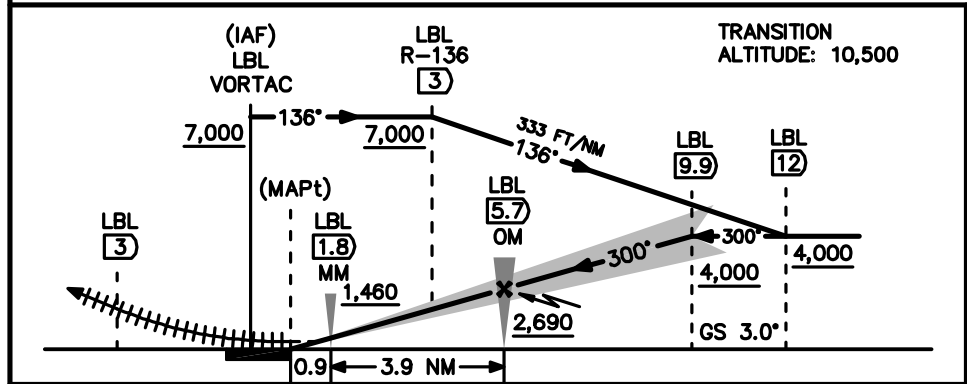 (IAF)
LBL
VORTAC
LBL
R-136
3
TRANSITION
ALTITUDE: 10,500
136°
7,000
7,000
333 FT/NM
136°
LBL
9.9
LBL
12
(MAPt)
LBL
3
LBL
1.8
MM
LBL
5.7
OM
300°
300°
4,000
4,000
1,460
2,690
GS 3.0°
0.9
3.9 NM